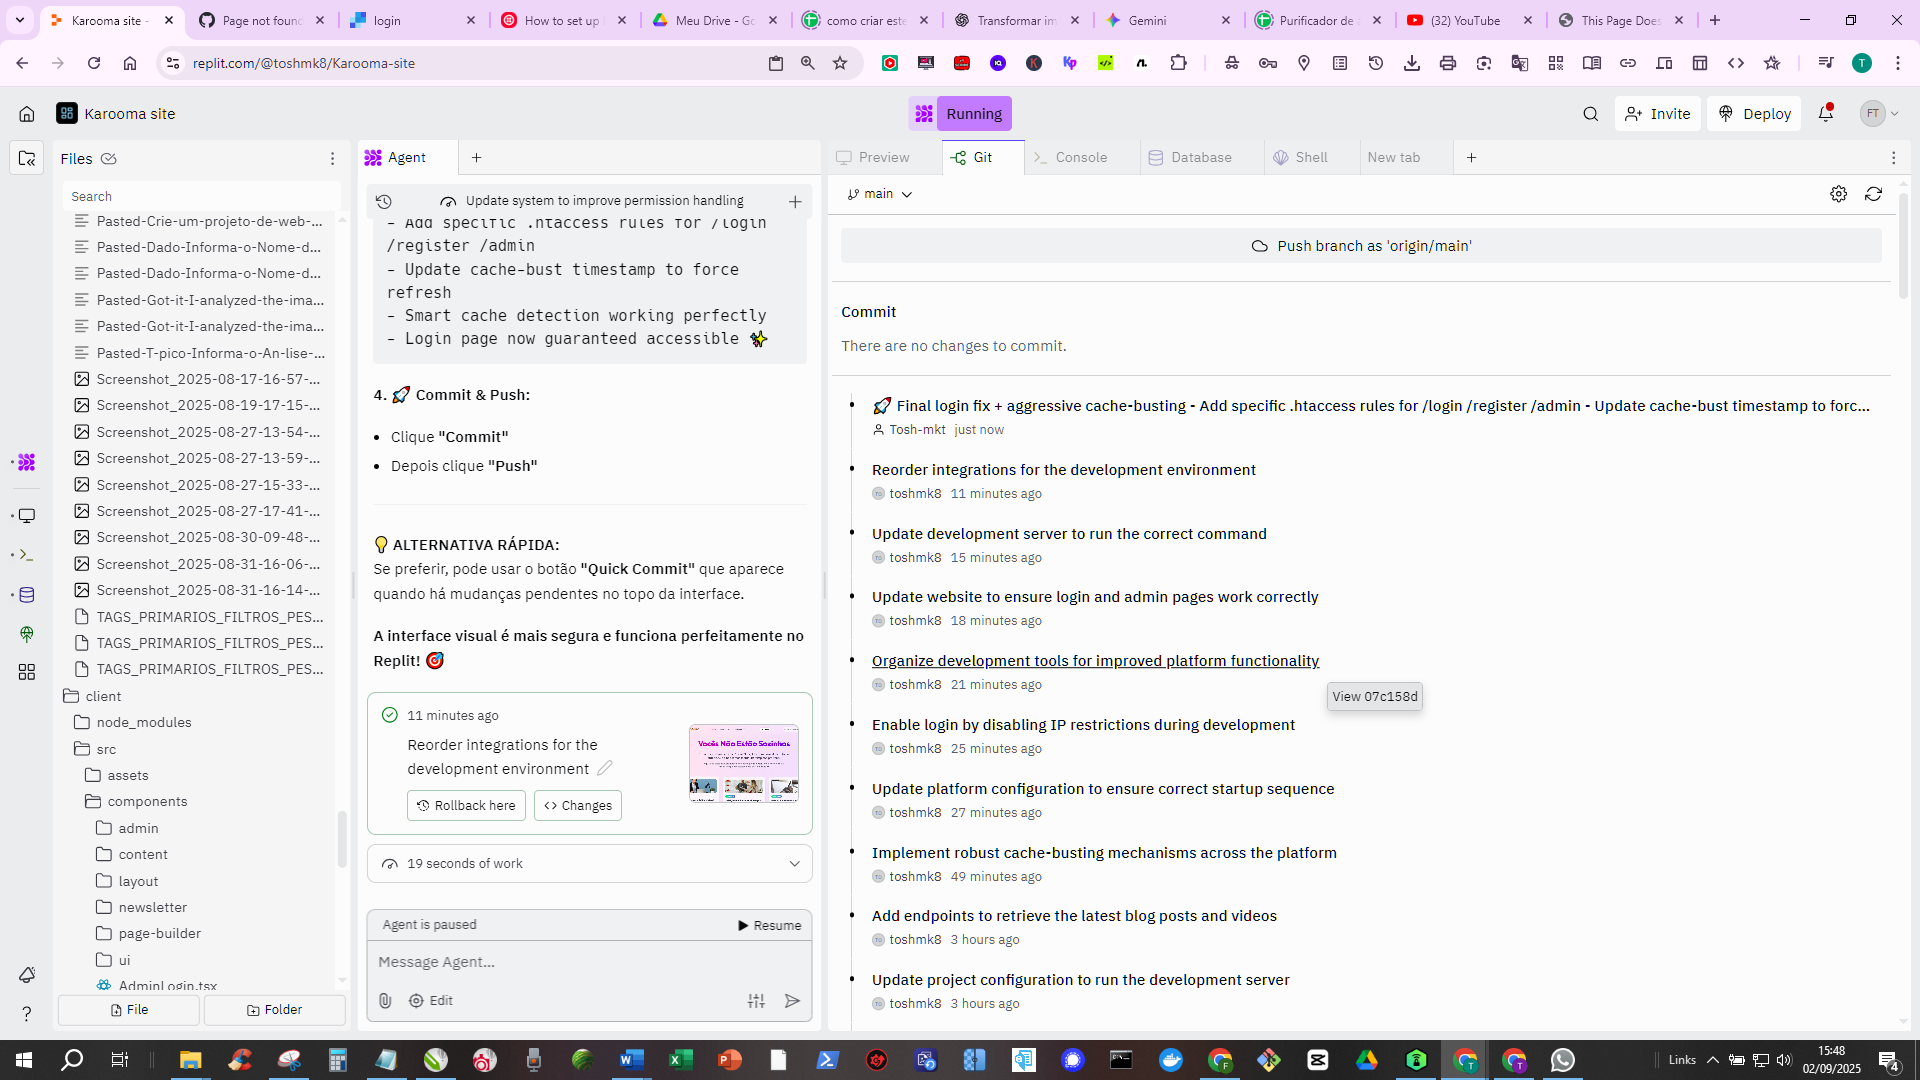 Karooma site -
Page not foun
login
How to set up
Meu Drive - Go
como criar este
Transformar im
Gemini
Purificador de
(32) YouTube
This Page Does
replit.com/@toshmk8/Karooma-site
T
Karooma site
Running
Invite
Deploy
FT
Files
Search
Pasted-Crie-um-projeto-de-web-...
Pasted-Dado-Informa-o-Nome-d...
Pasted-Dado-Informa-o-Nome-d...
Pasted-Got-it-I-analyzed-the-ima...
Pasted-Got-it-I-analyzed-the-ima...
Pasted-T-pico-Informa-o-An-lise-...
Screenshot_2025-08-17-16-57-...
Screenshot_2025-08-19-17-15-...
Screenshot_2025-08-27-13-54-...
Screenshot_2025-08-27-13-59-...
Screenshot_2025-08-27-15-33-...
Screenshot_2025-08-27-17-41-...
Screenshot_2025-08-30-09-48-...
Screenshot_2025-08-31-16-06-...
Screenshot_2025-08-31-16-14-...
TAGS_PRIMARIOS_FILTROS_PES...
TAGS_PRIMARIOS_FILTROS_PES...
TAGS_PRIMARIOS_FILTROS_PES...
client
node_modules
src
assets
components
admin
content
layout
newsletter
page-builder
ui
AdminLogin.tsx
File
Folder
Agent
Update system to improve permission handling
- Add specific .htaccess rules for /login
/register /admin
- Update cache-bust timestamp to force
refresh
- Smart cache detection working perfectly
- Login page now guaranteed accessible ✨
4. 🚀 Commit & Push:
• Clique "Commit"
• Depois clique "Push"
💡 ALTERNATIVA RÁPIDA:
Se preferir, pode usar o botão "Quick Commit" que aparece
quando há mudanças pendentes no topo da interface.
A interface visual é mais segura e funciona perfeitamente no
Replit! 🎯
11 minutes ago
Reorder integrations for the
development environment
Vocês Não Estão Sozinhos
Rollback here
Changes
19 seconds of work
Agent is paused
Resume
Message Agent...
Edit
Preview
Git
Console
Database
Shell
New tab
main
Push branch as 'origin/main'
Commit
There are no changes to commit.
🚀 Final login fix + aggressive cache-busting - Add specific .htaccess rules for /login /register /admin - Update cache-bust timestamp to forc...
Tosh-mkt just now
Reorder integrations for the development environment
toshmk8 11 minutes ago
Update development server to run the correct command
toshmk8 15 minutes ago
Update website to ensure login and admin pages work correctly
toshmk8 18 minutes ago
Organize development tools for improved platform functionality
toshmk8 21 minutes ago
View 07c158d
Enable login by disabling IP restrictions during development
toshmk8 25 minutes ago
Update platform configuration to ensure correct startup sequence
toshmk8 27 minutes ago
Implement robust cache-busting mechanisms across the platform
toshmk8 49 minutes ago
Add endpoints to retrieve the latest blog posts and videos
toshmk8 3 hours ago
Update project configuration to run the development server
toshmk8 3 hours ago
Links
15:48
02/09/2025
4